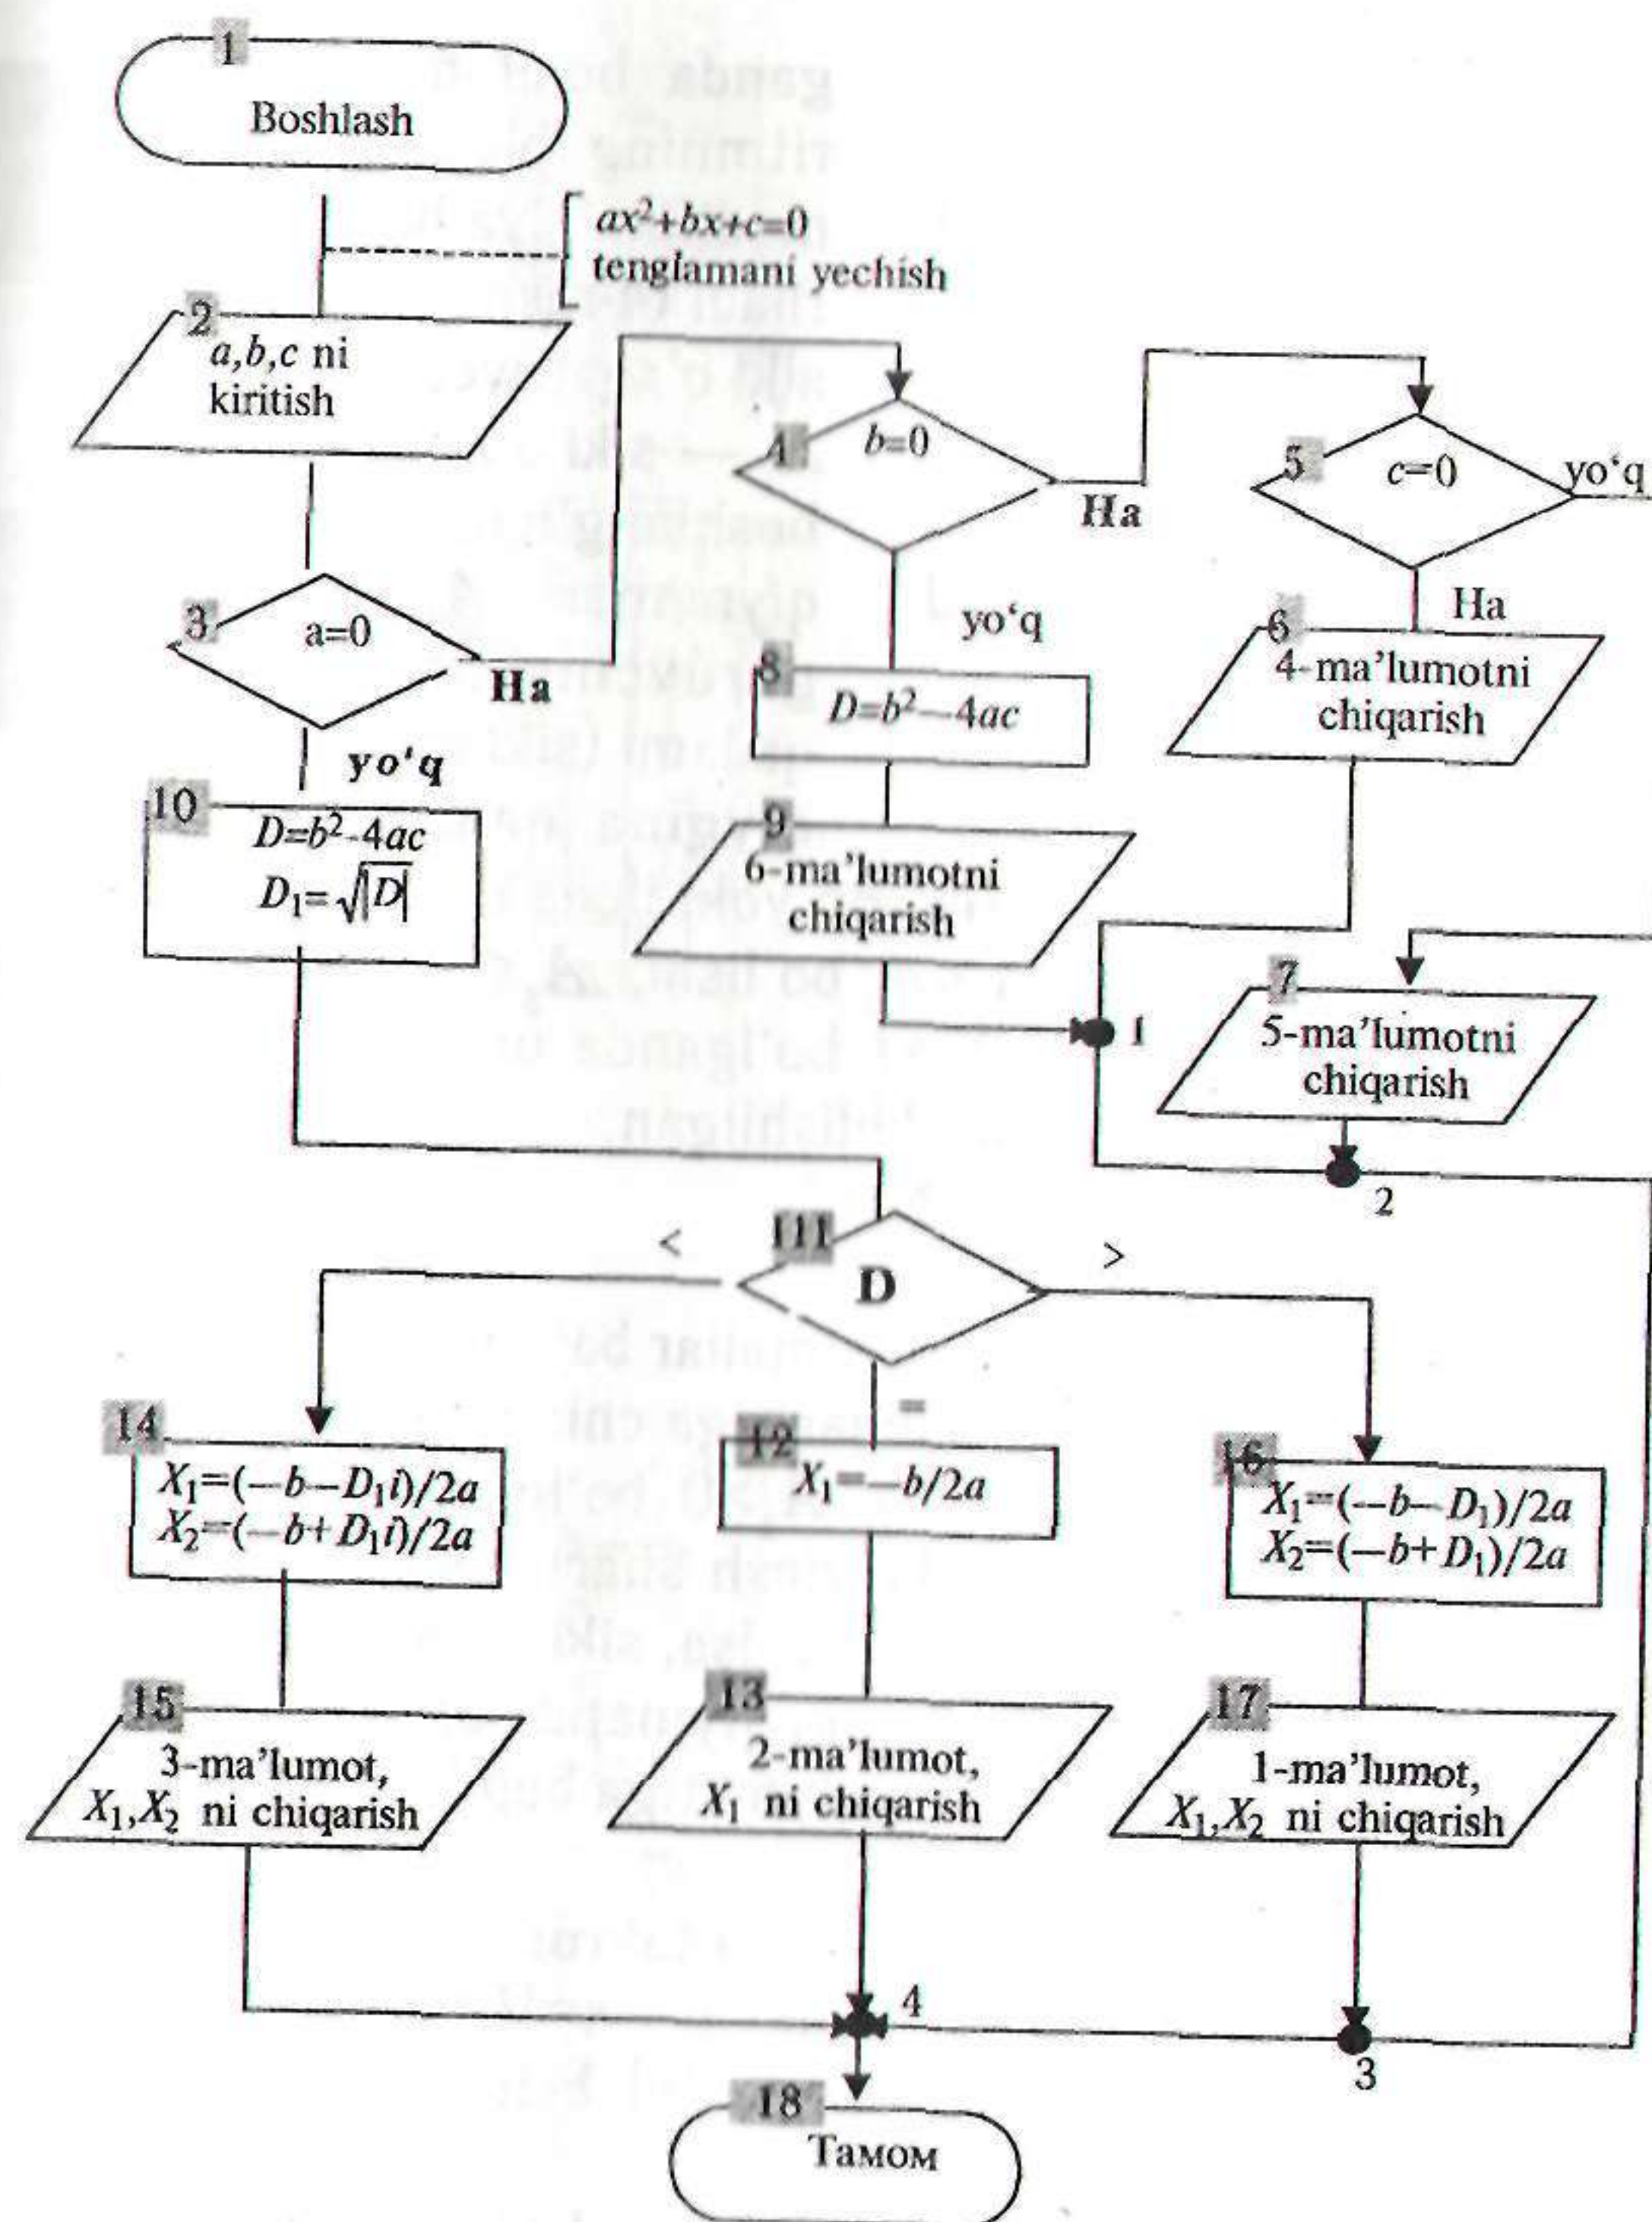 1
Boshlash
ax²+bx+c=0
tenglamani yechish
2
a,b,c ni
kiritish
3
a=0
Ha
yo‘q
4
b=0
Ha
yo‘q
5
c=0
yo‘q
Ha
6
4-ma’lumotni
chiqarish
8
D=b²—4ac
9
6-ma’lumotni
chiqarish
10
D=b²-4ac
D₁=√|D|
1
7
5-ma’lumotni
chiqarish
2
11
D
<
>
=
14
X₁=(—b—D₁i)/2a
X₂=(—b+D₁i)/2a
12
X₁=—b/2a
16
X₁=(—b—D₁)/2a
X₂=(—b+D₁)/2a
15
3-ma’lumot,
X₁,X₂ ni chiqarish
13
2-ma’lumot,
X₁ ni chiqarish
17
1-ma’lumot,
X₁,X₂ ni chiqarish
4
3
18
Тамом